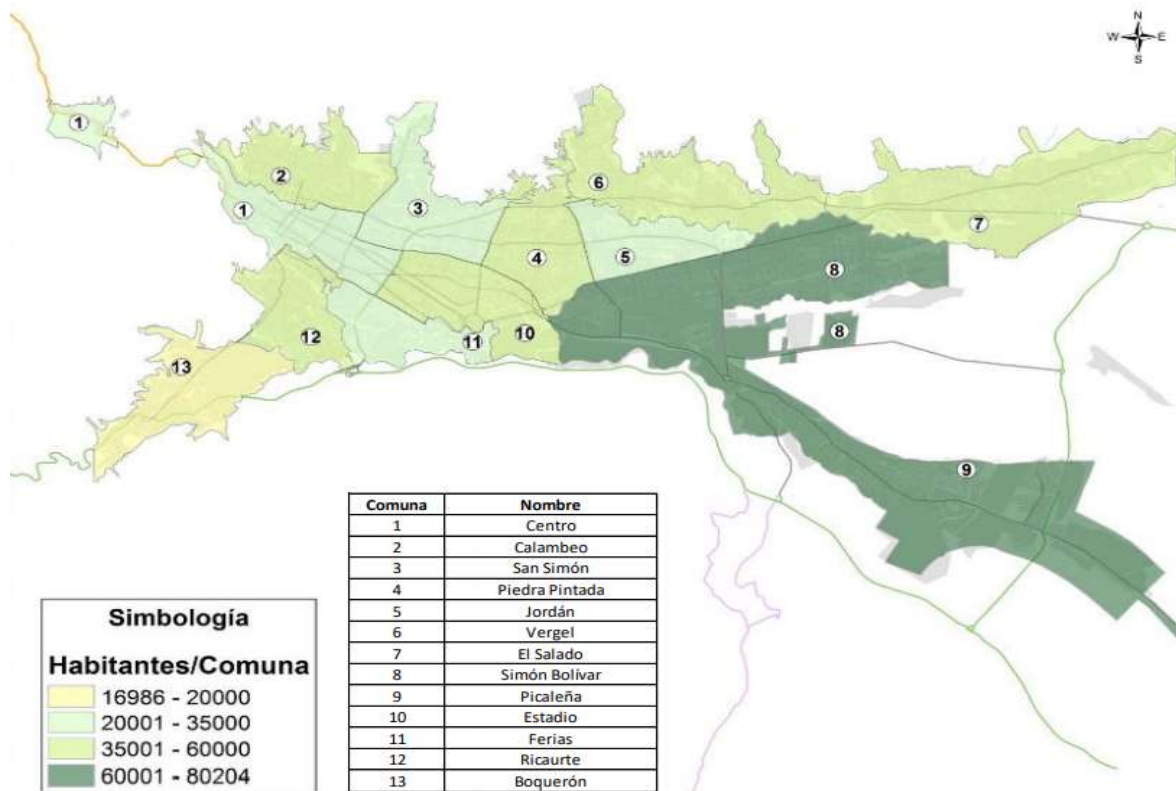 N
W E
S
1
2
1
3
6
7
4
5
8
12
11
10
8
13
9
Comuna Nombre
1 Centro
2 Calambeo
3 San Simón
4 Piedra Pintada
5 Jordán
6 Vergel
7 El Salado
8 Simón Bolívar
9 Picaleña
10 Estadio
11 Ferias
12 Ricaurte
13 Boquerón
Simbología
Habitantes/Comuna
16986 - 20000
20001 - 35000
35001 - 60000
60001 - 80204